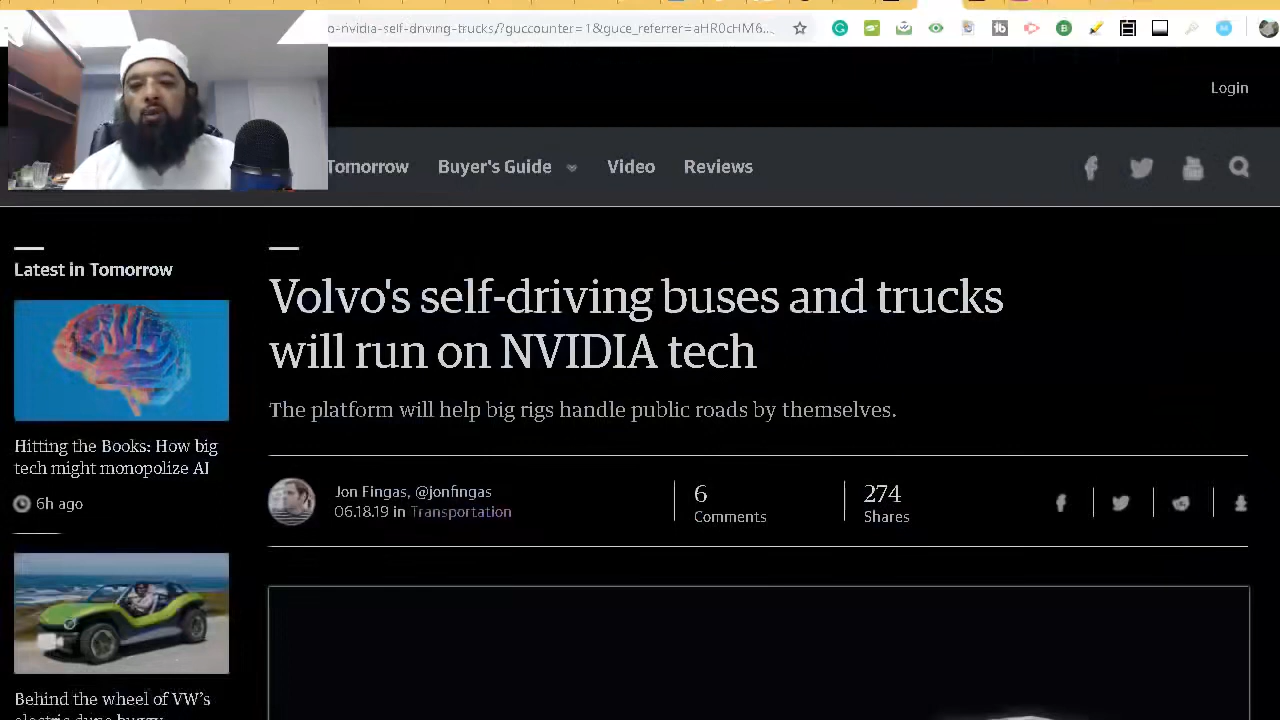 o-nvidia-self-driving-trucks/?guccounter=1&guce_referrer=aHR0cHM6...
Login
Tomorrow Buyer's Guide Video Reviews
Latest in Tomorrow
Hitting the Books: How big
tech might monopolize AI
6h ago
Behind the wheel of VW's
electric dune buggy
Volvo's self-driving buses and trucks
will run on NVIDIA tech
The platform will help big rigs handle public roads by themselves.
Jon Fingas, @jonfingas
06.18.19 in Transportation
6
Comments
274
Shares